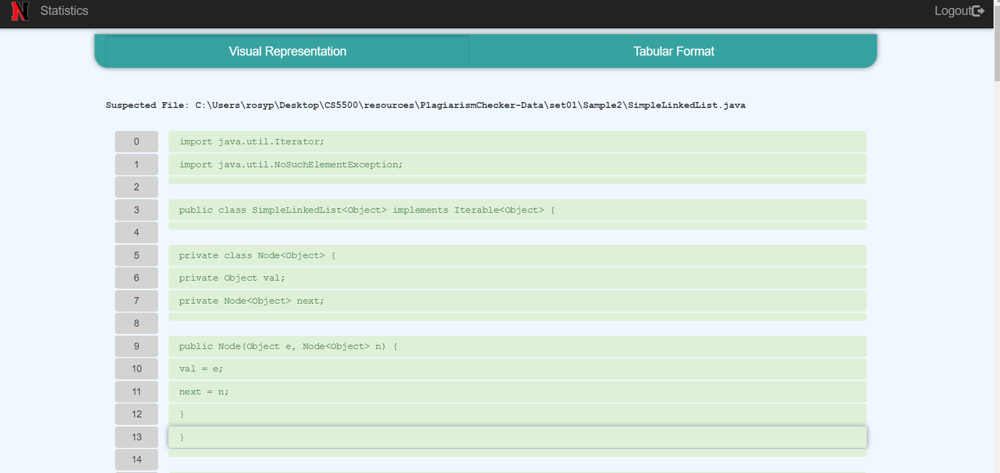 N Statistics Logout
Visual Representation Tabular Format
Suspected File: C:\Users\rosyp\Desktop\CS5500\resources\PlagiarismChecker-Data\set01\Sample2\SimpleLinkedList.java
0 import java.util.Iterator;
1 import java.util.NoSuchElementException;
2
3 public class SimpleLinkedList<Object> implements Iterable<Object> {
4
5 private class Node<Object> {
6 private Object val;
7 private Node<Object> next;
8
9 public Node(Object e, Node<Object> n) {
10 val = e;
11 next = n;
12 }
13 }
14